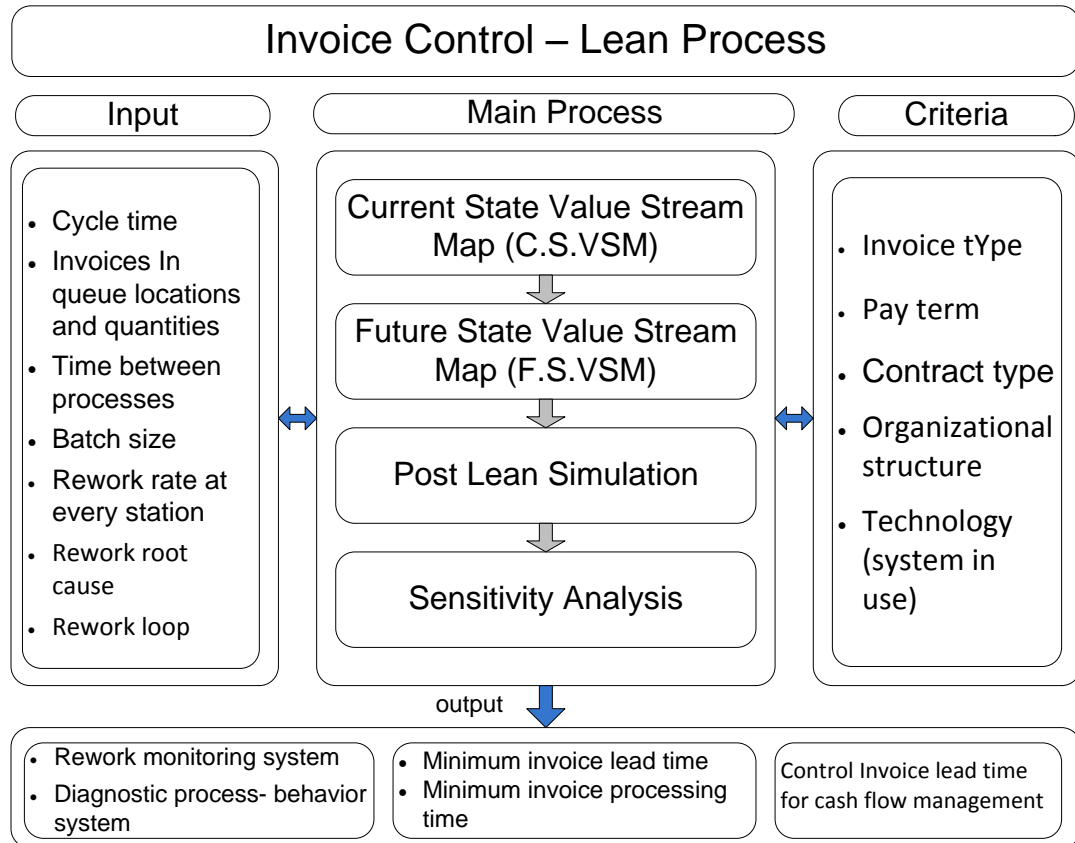 Invoice Control – Lean Process
Input
Main Process
Criteria
• Cycle time
• Invoices In
queue locations
and quantities
• Time between
processes
• Batch size
• Rework rate at
every station
• Rework root
cause
• Rework loop
Current State Value Stream
Map (C.S.VSM)
Future State Value Stream
Map (F.S.VSM)
Post Lean Simulation
Sensitivity Analysis
• Invoice tYpe
• Pay term
• Contract type
• Organizational
structure
• Technology
(system in
use)
output
• Rework monitoring system
• Diagnostic process- behavior
system
• Minimum invoice lead time
• Minimum invoice processing
time
Control Invoice lead time
for cash flow management